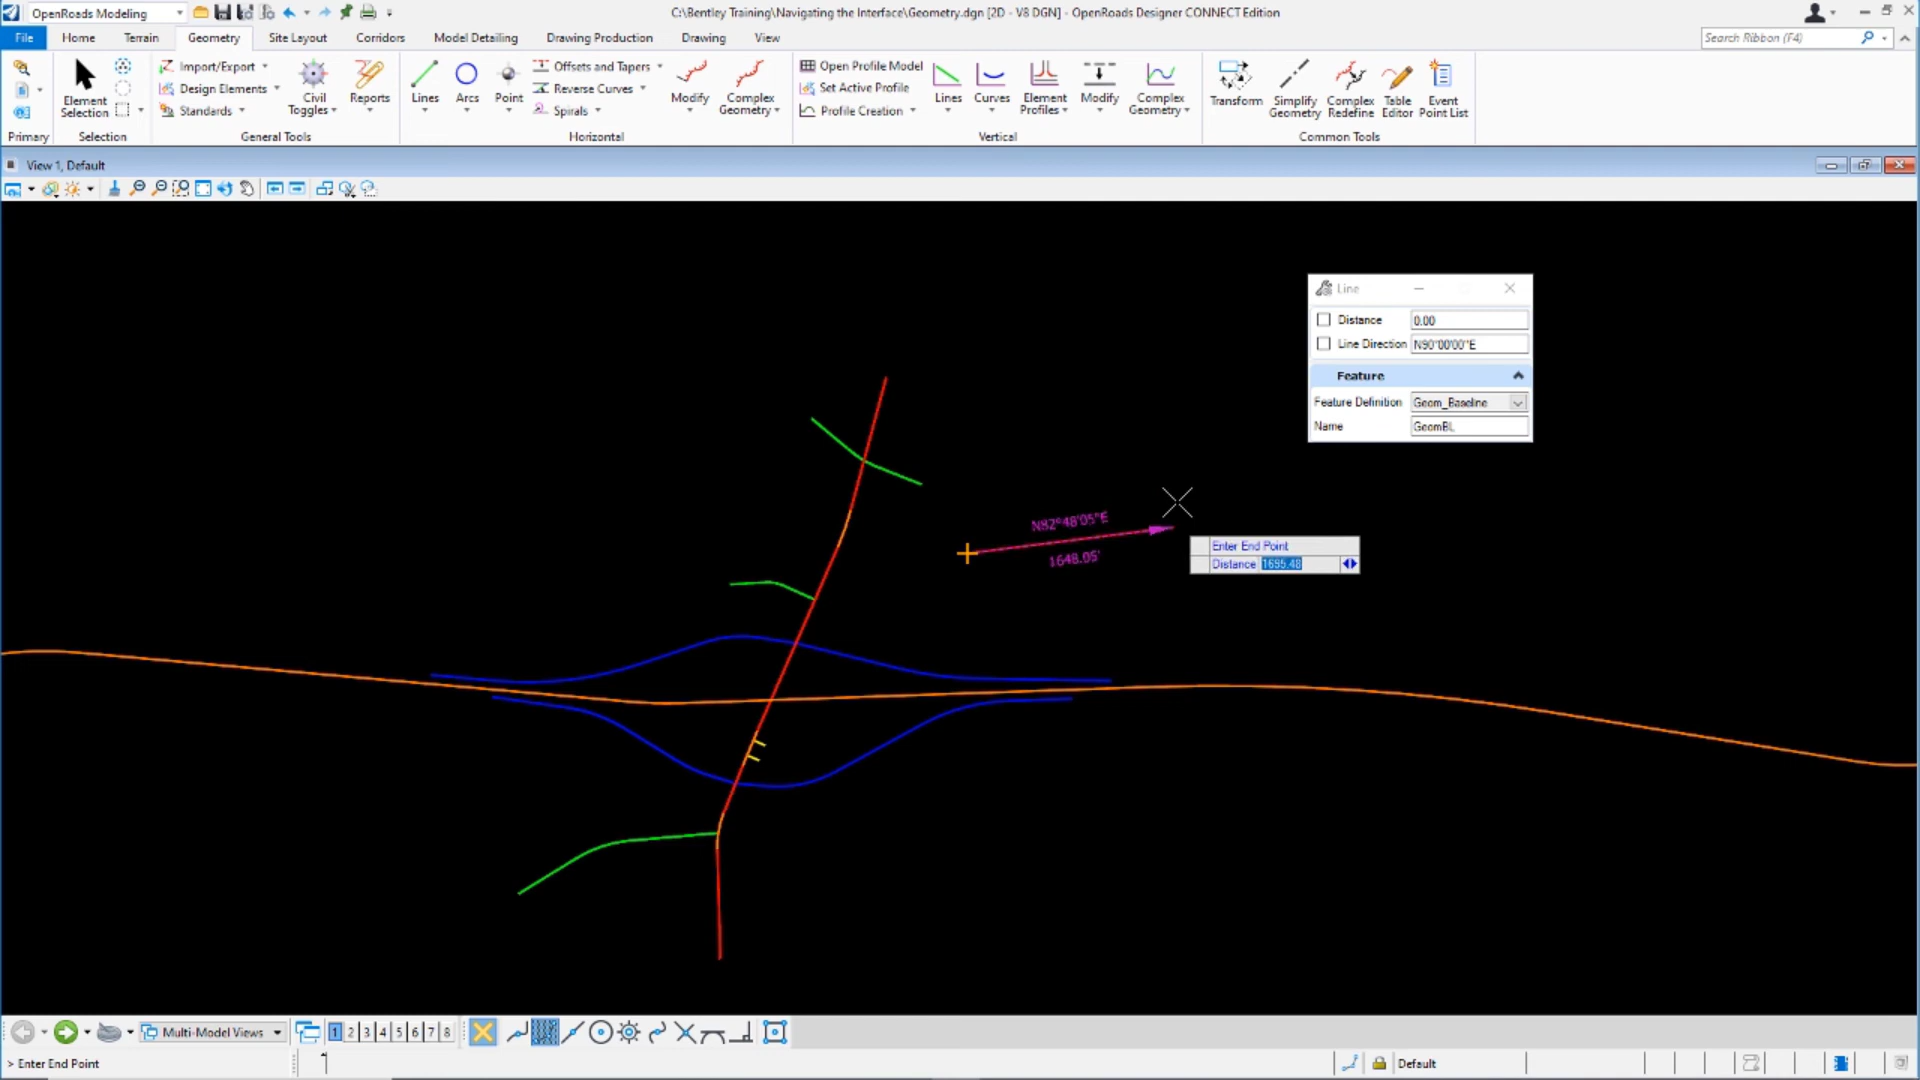 OpenRoads Modeling
C:\Bentley Training\Navigating the Interface\Geometry.dgn [2D - V8 DGN] - OpenRoads Designer CONNECT Edition
File Home Terrain Geometry Site Layout Corridors Model Detailing Drawing Production Drawing View
Search Ribbon (F4)
Element Selection
Import/Export
Design Elements
Standards
Civil Toggles
Reports
Lines
Arcs
Point
Offsets and Tapers
Reverse Curves
Spirals
Modify
Complex Geometry
Open Profile Model
Set Active Profile
Profile Creation
Lines
Curves
Element Profiles
Modify
Complex Geometry
Transform
Simplify Geometry
Complex Redefine
Table Editor
Event Point List
Primary Selection General Tools Horizontal Vertical Common Tools
View 1, Default
Line
Distance 0.00
Line Direction N90°00'00"E
Feature
Feature Definition Geom_Baseline
Name GeomBL
N82°48'05"E
1648.05'
Enter End Point
Distance 1695.48
Multi-Model Views 1 2 3 4 5 6 7 8
> Enter End Point
Default